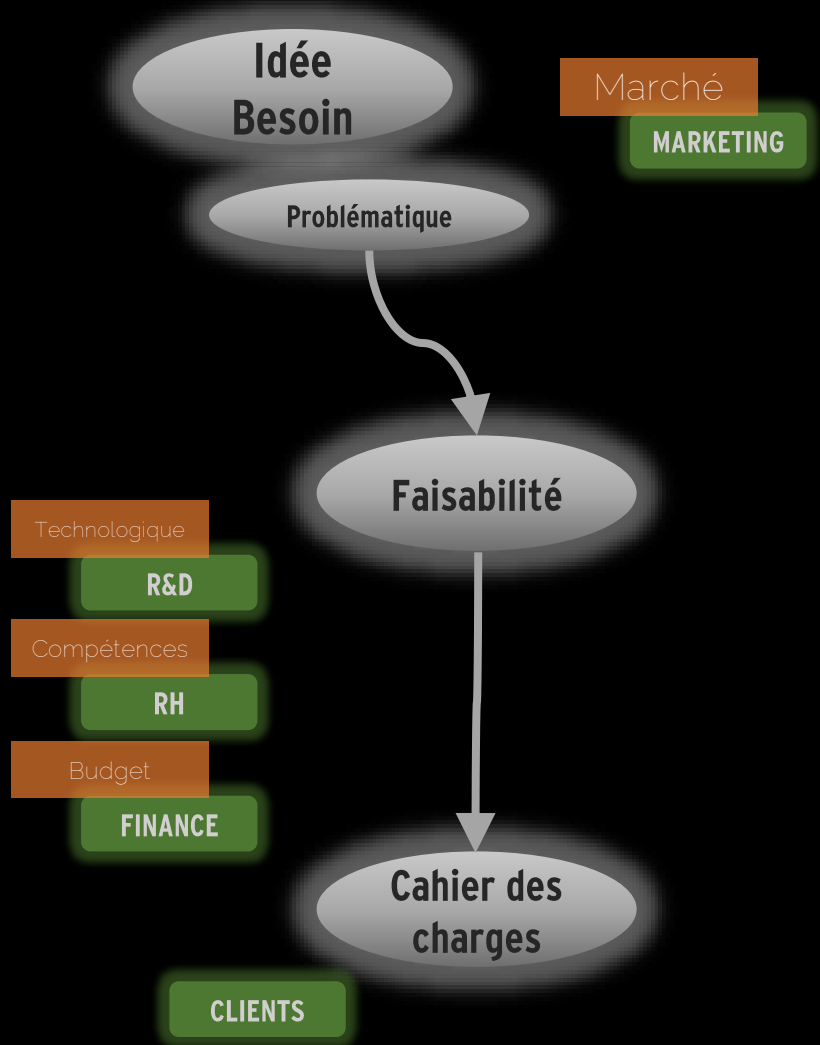 Idée
Besoin
Marché
MARKETING
Problématique
Faisabilité
Technologique
R&D
Compétences
RH
Budget
FINANCE
Cahier des
charges
CLIENTS